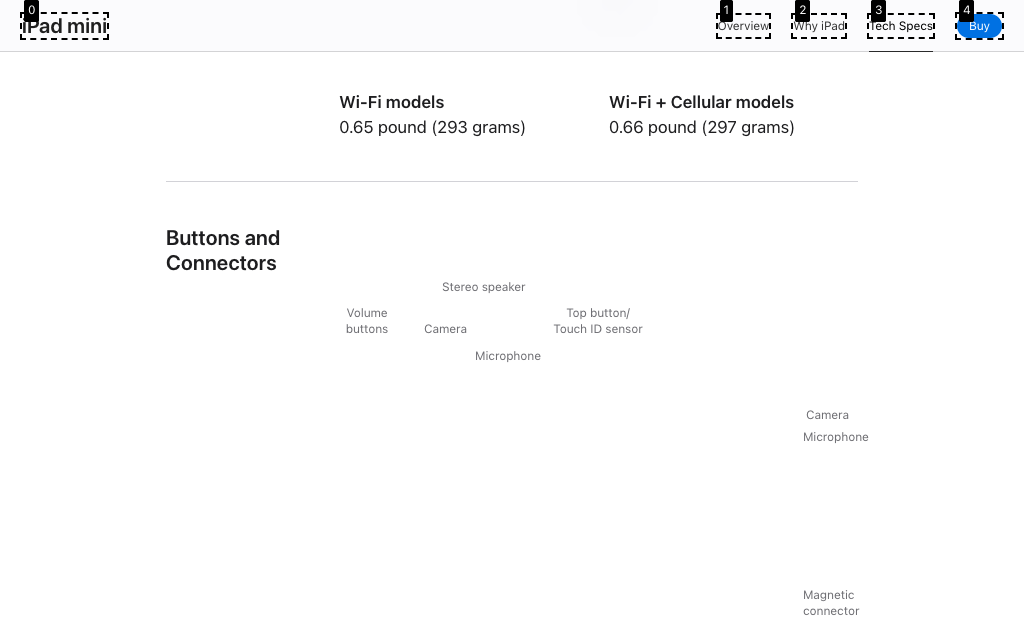 0
iPad mini
1
Overview
2
Why iPad
3
Tech Specs
4
Buy
Wi-Fi models
0.65 pound (293 grams)
Wi-Fi + Cellular models
0.66 pound (297 grams)
Buttons and
Connectors
Stereo speaker
Volume
buttons
Camera
Top button/
Touch ID sensor
Microphone
Camera
Microphone
Magnetic
connector